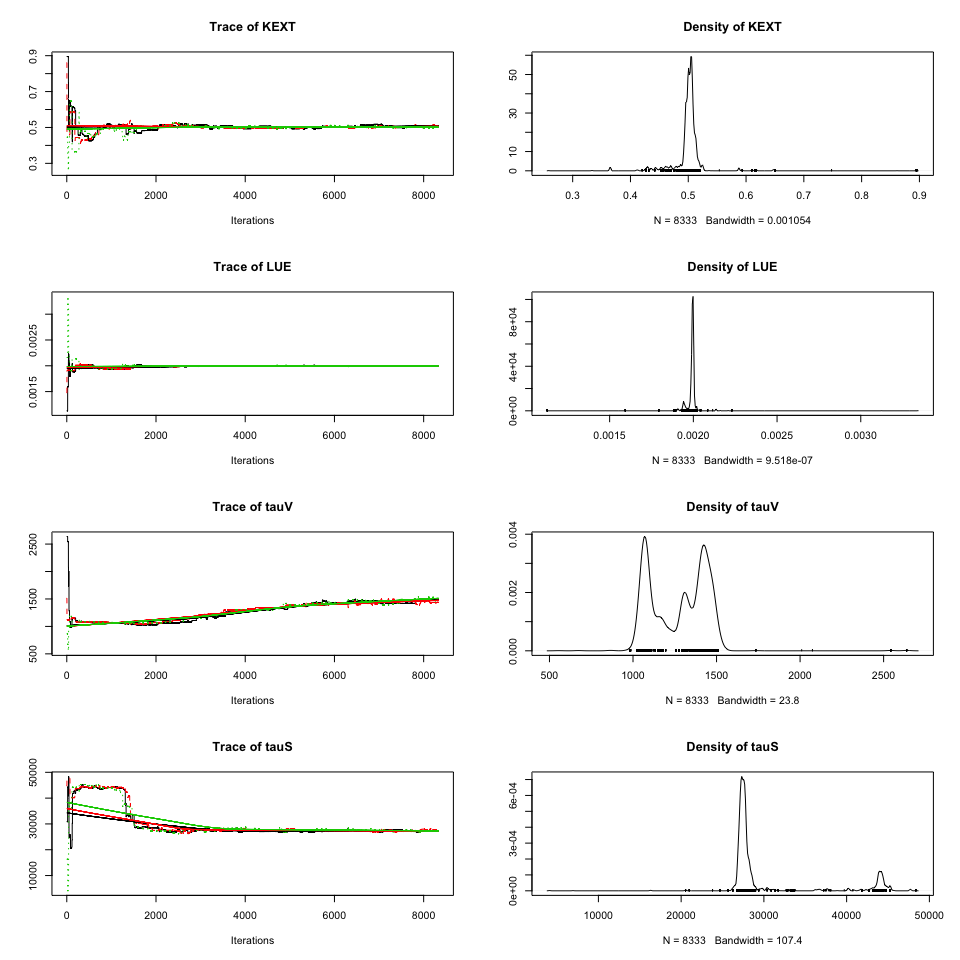 Trace of KEXT
0.9
0.7
0.5
0.3
0 2000 4000 6000 8000
Iterations
Density of KEXT
50
30
10
0
0.3 0.4 0.5 0.6 0.7 0.8 0.9
N = 8333 Bandwidth = 0.001054
Trace of LUE
0.0025
0.0015
0 2000 4000 6000 8000
Iterations
Density of LUE
8e+04
4e+04
0e+00
0.0015 0.0020 0.0025 0.0030
N = 8333 Bandwidth = 9.518e-07
Trace of tauV
2500
1500
500
0 2000 4000 6000 8000
Iterations
Density of tauV
0.004
0.002
0.000
500 1000 1500 2000 2500
N = 8333 Bandwidth = 23.8
Trace of tauS
50000
30000
10000
0 2000 4000 6000 8000
Iterations
Density of tauS
6e-04
3e-04
0e+00
10000 20000 30000 40000 50000
N = 8333 Bandwidth = 107.4